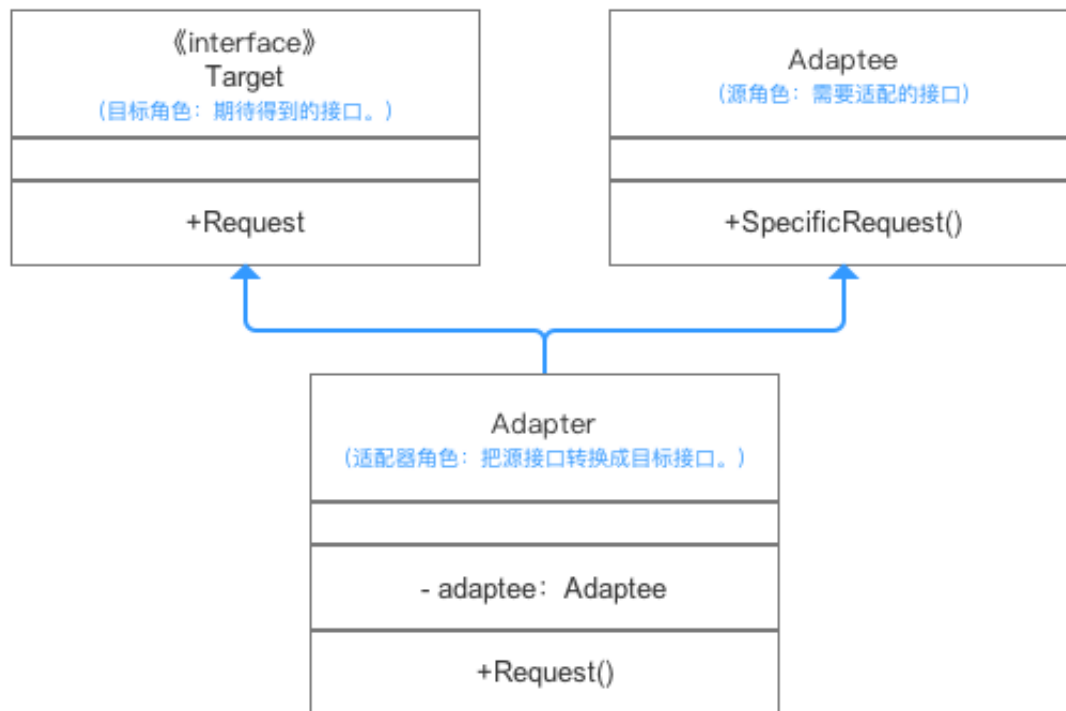 《interface》
Target
（目标角色：期待得到的接口。）
+Request
Adaptee
（源角色：需要适配的接口）
+SpecificRequest()
Adapter
（适配器角色：把源接口转换成目标接口。）
- adaptee：Adaptee
+Request()